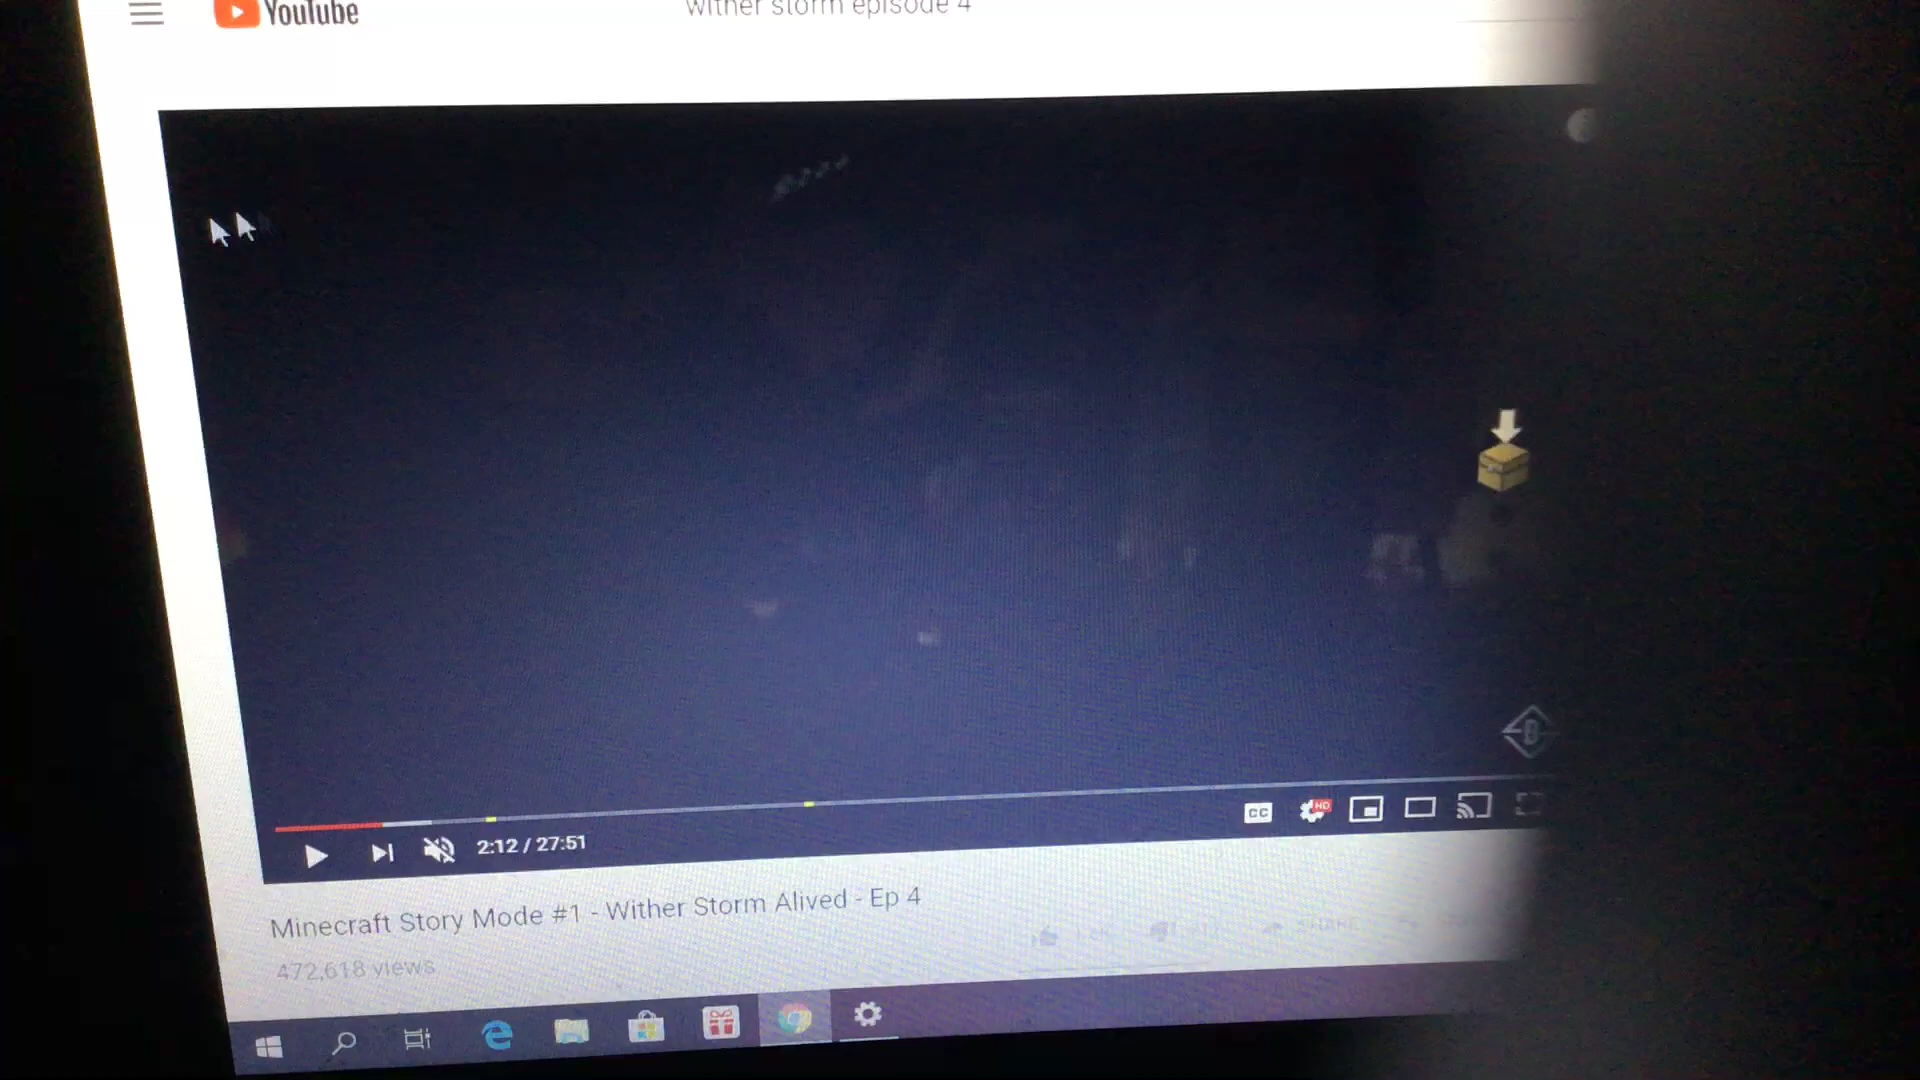 YouTube
wither storm episode 4
CC
HD
2:12 / 27:51
Minecraft Story Mode #1 - Wither Storm Alived - Ep 4
SHARE
472,618 views